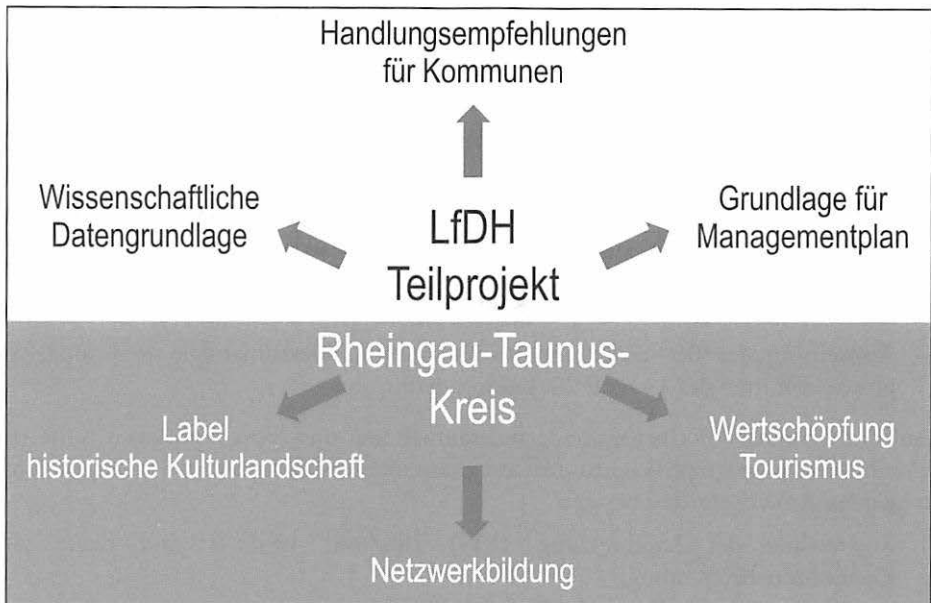 Handlungsempfehlungen
für Kommunen
Wissenschaftliche
Datengrundlage
LfDH
Teilprojekt
Grundlage für
Managementplan
Rheingau-Taunus-
Kreis
Label
historische Kulturlandschaft
Wertschöpfung
Tourismus
Netzwerkbildung